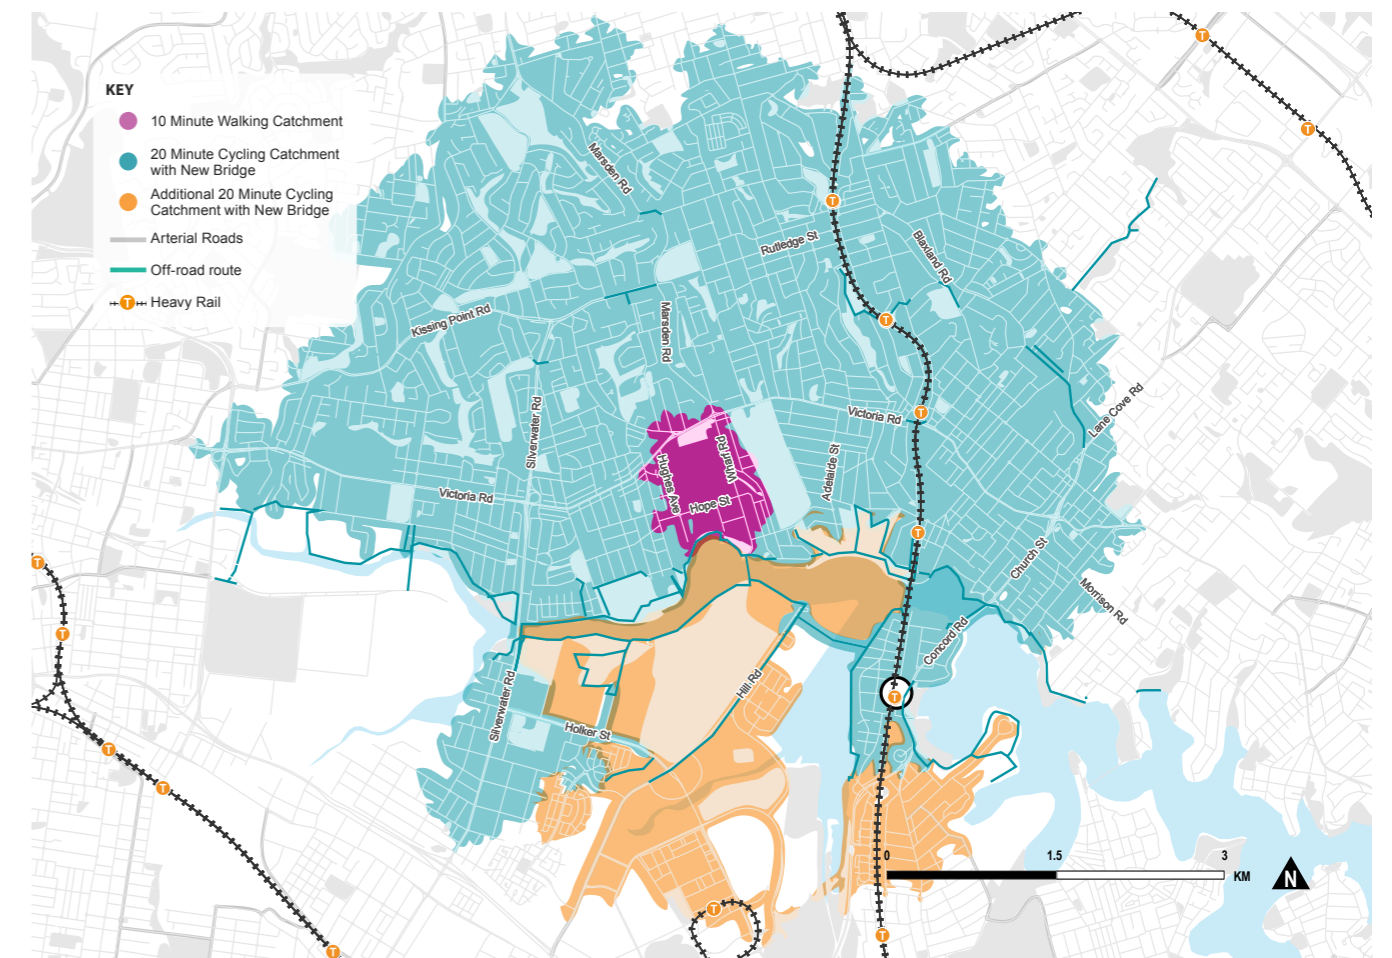 KEY
10 Minute Walking Catchment
20 Minute Cycling Catchment
with New Bridge
Additional 20 Minute Cycling
Catchment with New Bridge
Arterial Roads
Off-road route
T
Heavy Rail
T
T
Marsden Rd
T
Rutledge St
Blaxland Rd
Kissing Point Rd
Marsden Rd
T
Silverwater Rd
Victoria Rd
T
Lane Cove Rd
Hughes Ave
Wharf Rd
Adelaide St
Victoria Rd
Hope St
T
Church St
T
Morrison Rd
T
Concord Rd
Silverwater Rd
Hill Rd
T
Holker St
T
T
0
1.5
3
KM
N
T
T
T